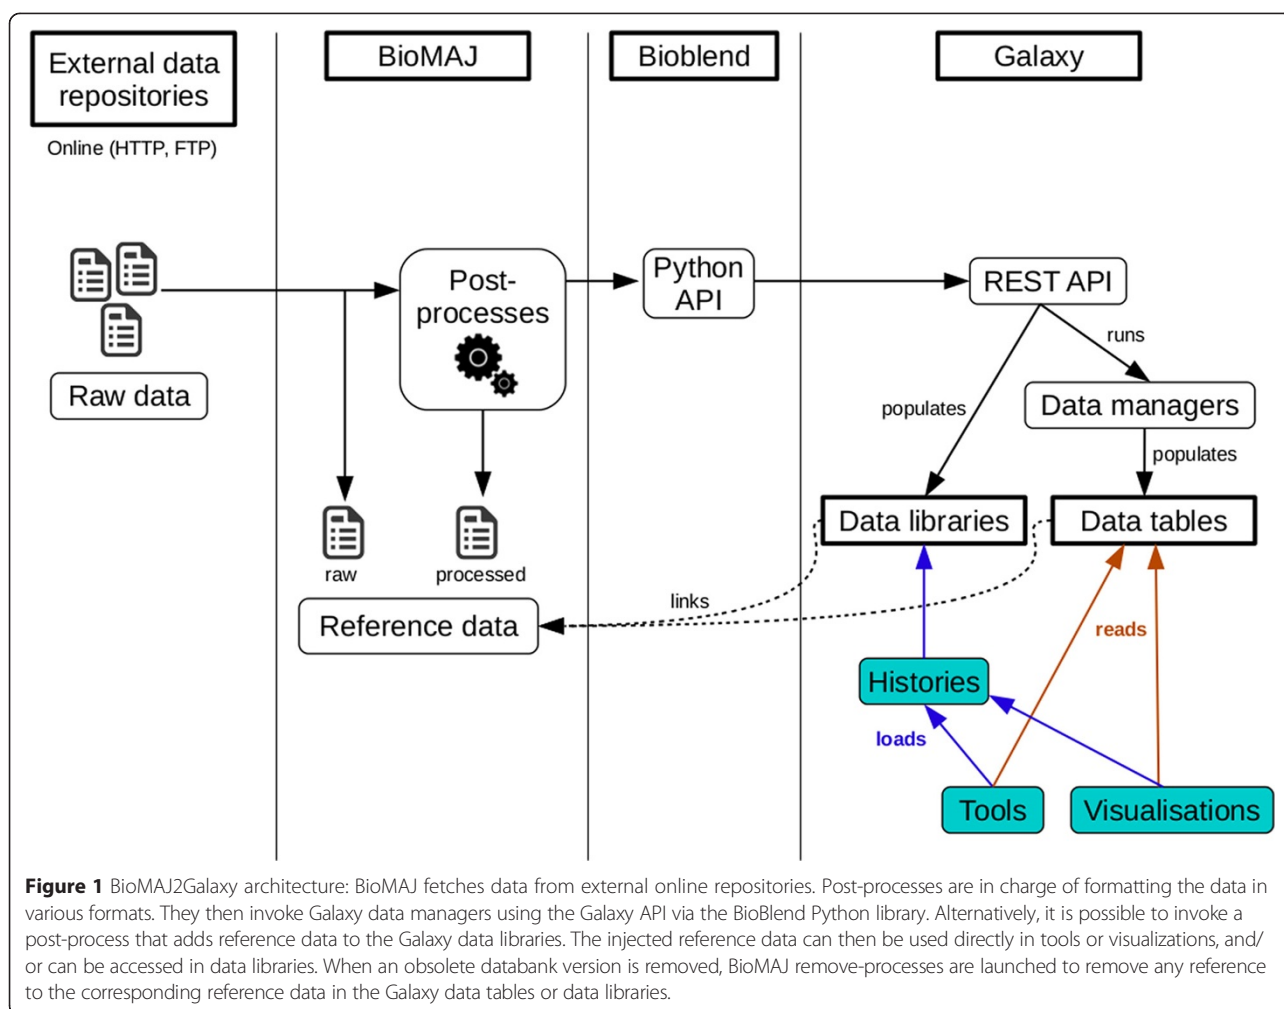 External data
repositories
BioMAJ
Bioblend
Galaxy
Online (HTTP, FTP)
Post-
processes
Python
API
REST API
Raw data
runs
populates
Data managers
populates
Data libraries
Data tables
raw
processed
links
Reference data
reads
Histories
loads
Tools
Visualisations
Figure 1 BioMAJ2Galaxy architecture: BioMAJ fetches data from external online repositories. Post-processes are in charge of formatting the data in
various formats. They then invoke Galaxy data managers using the Galaxy API via the BioBlend Python library. Alternatively, it is possible to invoke a
post-process that adds reference data to the Galaxy data libraries. The injected reference data can then be used directly in tools or visualizations, and/
or can be accessed in data libraries. When an obsolete databank version is removed, BioMAJ remove-processes are launched to remove any reference
to the corresponding reference data in the Galaxy data tables or data libraries.